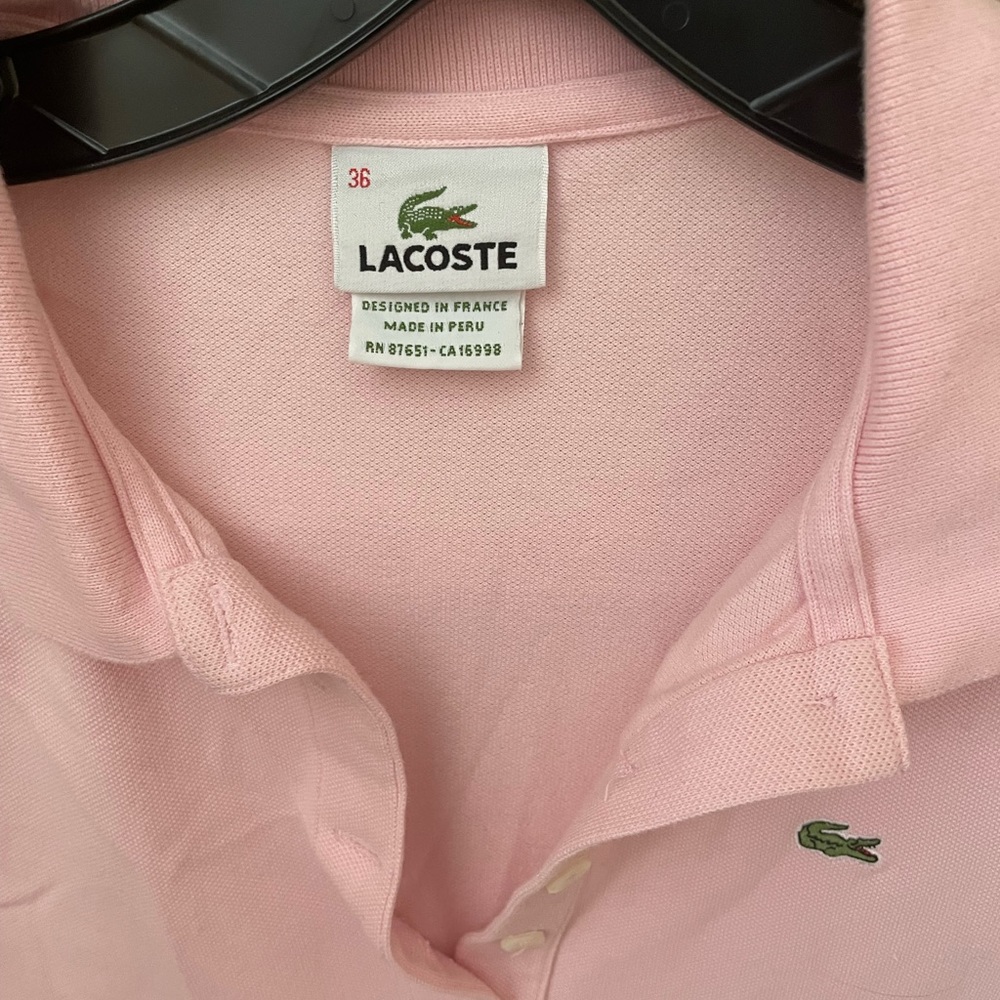 36
LACOSTE
DESIGNED IN FRANCE
MADE IN PERU
RN 87651-CA16998